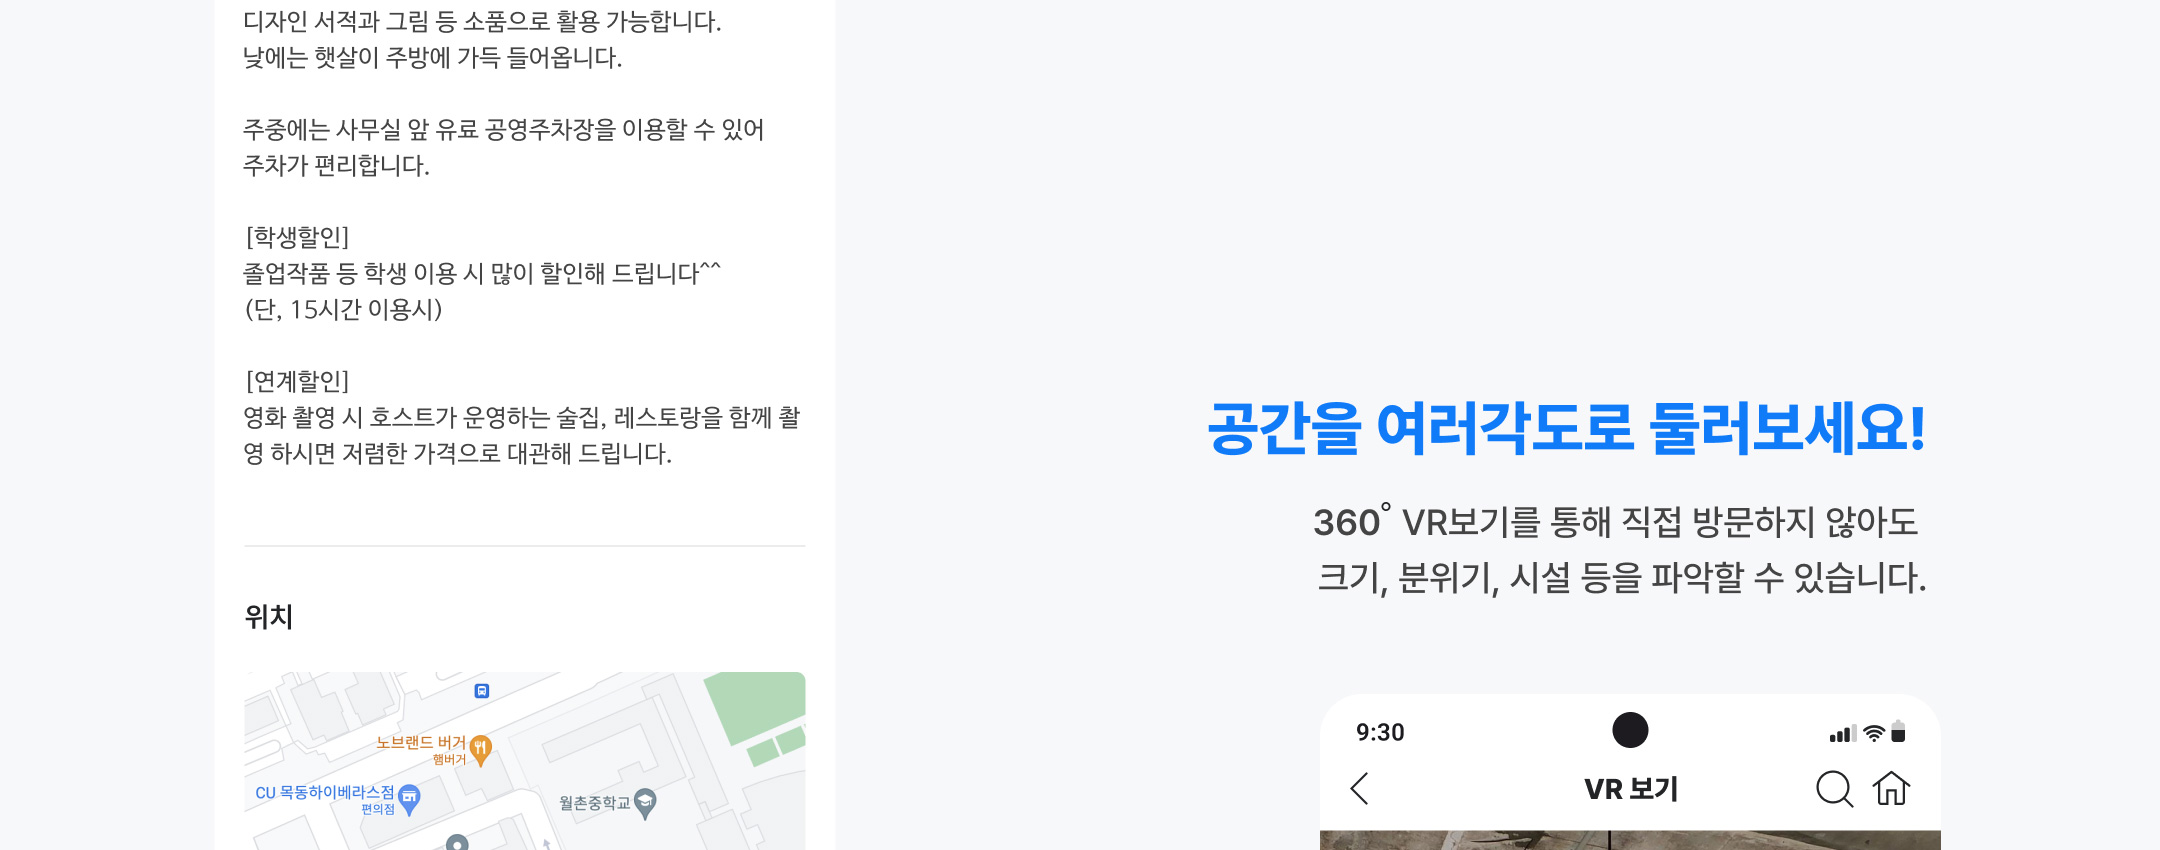 디자인 서적과 그림 등 소품으로 활용 가능합니다.
낮에는 햇살이 주방에 가득 들어옵니다.
주중에는 사무실 앞 유료 공영주차장을 이용할 수 있어
주차가 편리합니다.
[학생할인]
졸업작품 등 학생 이용 시 많이 할인해 드립니다^^
(단, 15시간 이용시)
[연계할인]
영화 촬영 시 호스트가 운영하는 술집, 레스토랑을 함께 촬
영 하시면 저렴한 가격으로 대관해 드립니다.
위치
노브랜드 버거
햄버거
CU 목동하이베라스점
편의점
월촌중학교
공간을 여러각도로 둘러보세요!
360˚ VR보기를 통해 직접 방문하지 않아도
크기, 분위기, 시설 등을 파악할 수 있습니다.
9:30
VR 보기